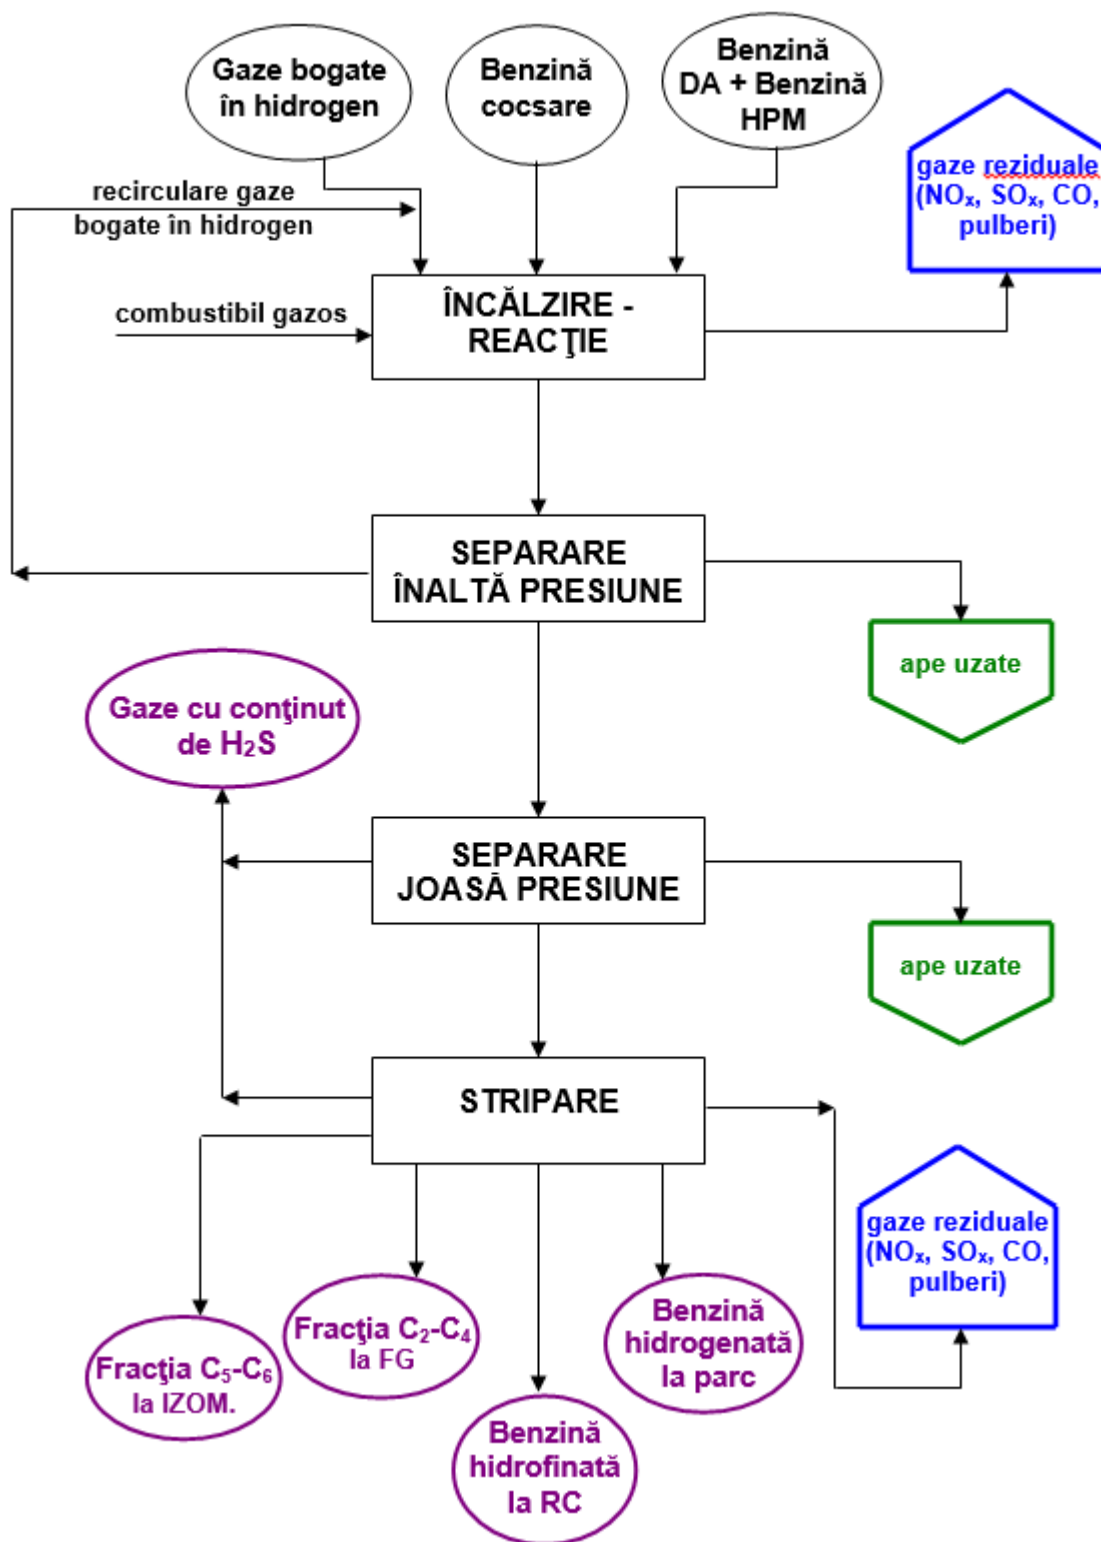 Gaze bogate
în hidrogen
Benzină
cocsare
Benzină
DA + Benzină
HPM
gaze reziduale
(NOₓ, SOₓ, CO,
pulberi)
recirculare gaze
bogate în hidrogen
combustibil gazos
ÎNCĂLZIRE -
REACŢIE
SEPARARE
ÎNALTĂ PRESIUNE
ape uzate
Gaze cu conţinut
de H₂S
SEPARARE
JOASĂ PRESIUNE
ape uzate
STRIPARE
gaze reziduale
(NOₓ, SOₓ, CO,
pulberi)
Fracţia C₅-C₆
la IZOM.
Fracţia C₂-C₄
la FG
Benzină
hidrofinată
la RC
Benzină
hidrogenată
la parc